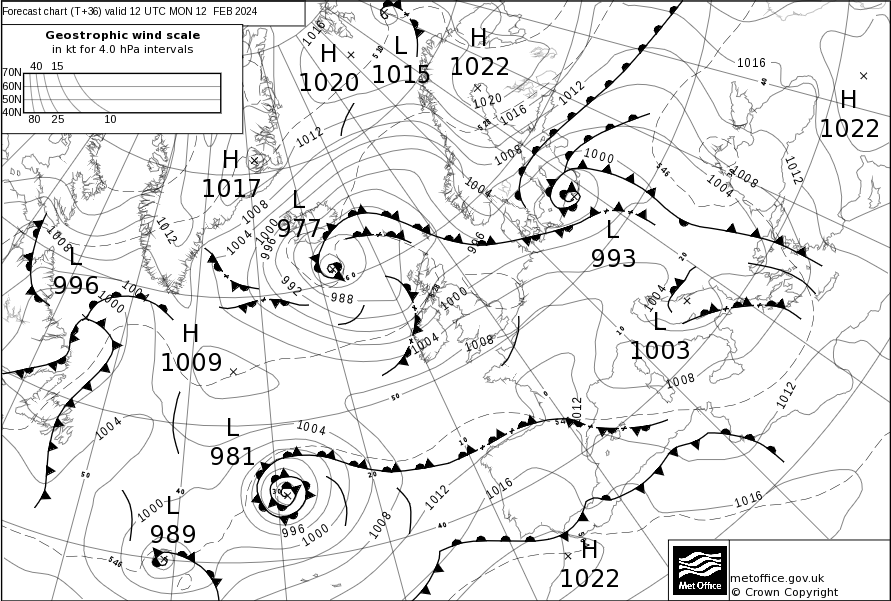 Forecast chart (T+36) valid 12 UTC MON 12 FEB 2024
Geostrophic wind scale
in kt for 4.0 hPa intervals
40 15
70N
60N
50N
40N
80 25 10
H
1020
L
1015
H
1022
H
1022
H
1017
L
977
L
996
L
993
H
1009
L
1003
L
981
L
989
H
1022
1016
1016
1020
1016
1012
1012
1008
1000
1004
1008
1004
1012
1008
1004
1000
996
1012
1008
1000
992
988
996
1000
1004
1008
1004
1008
1012
1012
1004
1004
1012
1016
1008
1000
996
1000
1016
metoffice.gov.uk
© Crown Copyright
Met Office